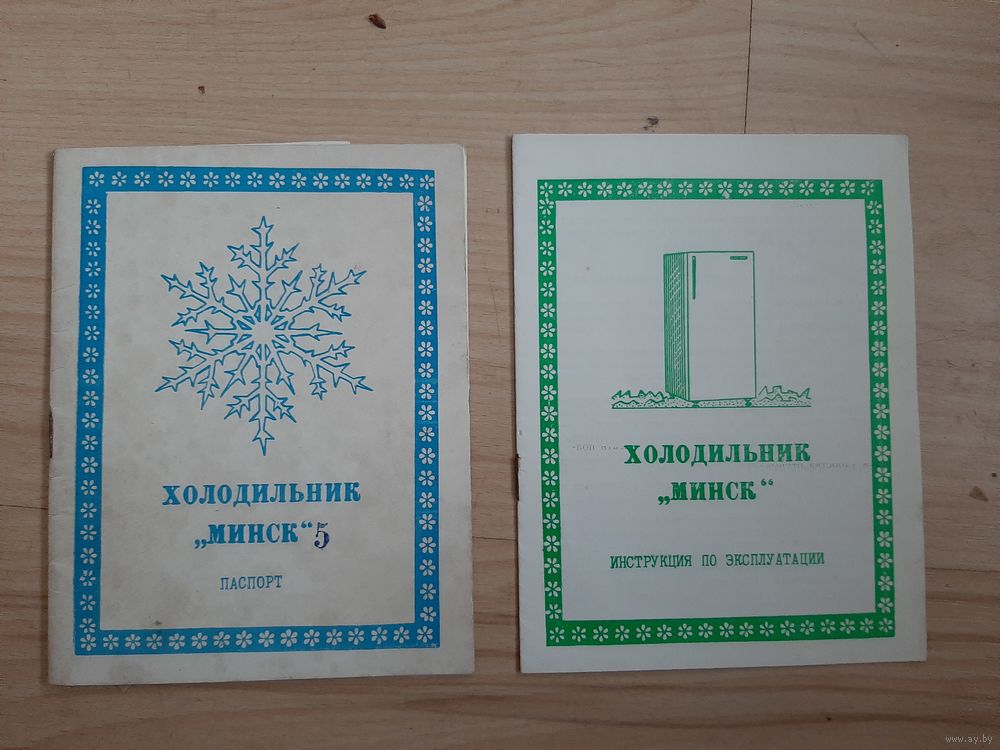 ХОЛОДИЛЬНИК
„МИНСК“ 5
ПАСПОРТ
ХОЛОДИЛЬНИК
„МИНСК“
ИНСТРУКЦИЯ ПО ЭКСПЛУАТАЦИИ
www.ay.by